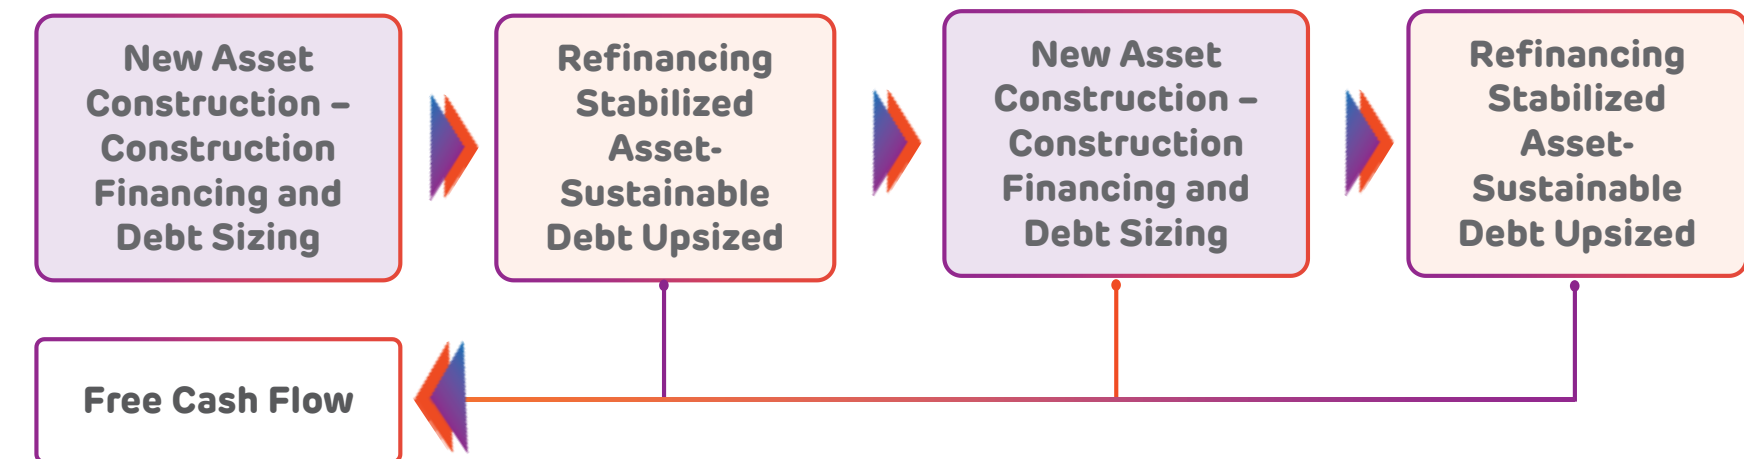 New Asset
Construction –
Construction
Financing and
Debt Sizing
Refinancing
Stabilized
Asset-
Sustainable
Debt Upsized
New Asset
Construction –
Construction
Financing and
Debt Sizing
Refinancing
Stabilized
Asset-
Sustainable
Debt Upsized
Free Cash Flow